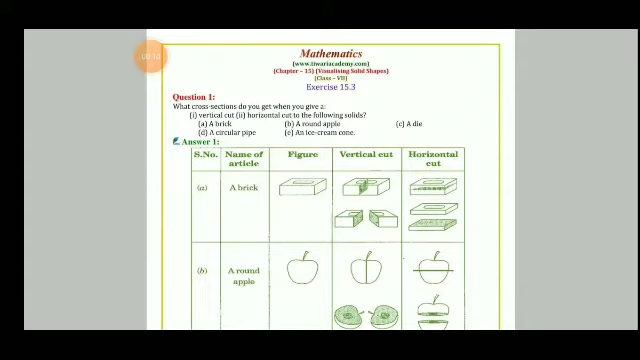 00:10
Mathematics
(www.tiwariacademy.com)
(Chapter – 15) (Visualising Solid Shapes)
(Class – VII)
Exercise 15.3
Question 1:
What cross-sections do you get when you give a:
(i) vertical cut (ii) horizontal cut to the following solids?
(a) A brick (b) A round apple (c) A die
(d) A circular pipe (e) An ice-cream cone.
Answer 1:
S.No. Name of article Figure Vertical cut Horizontal cut
(a) A brick
(b) A round apple